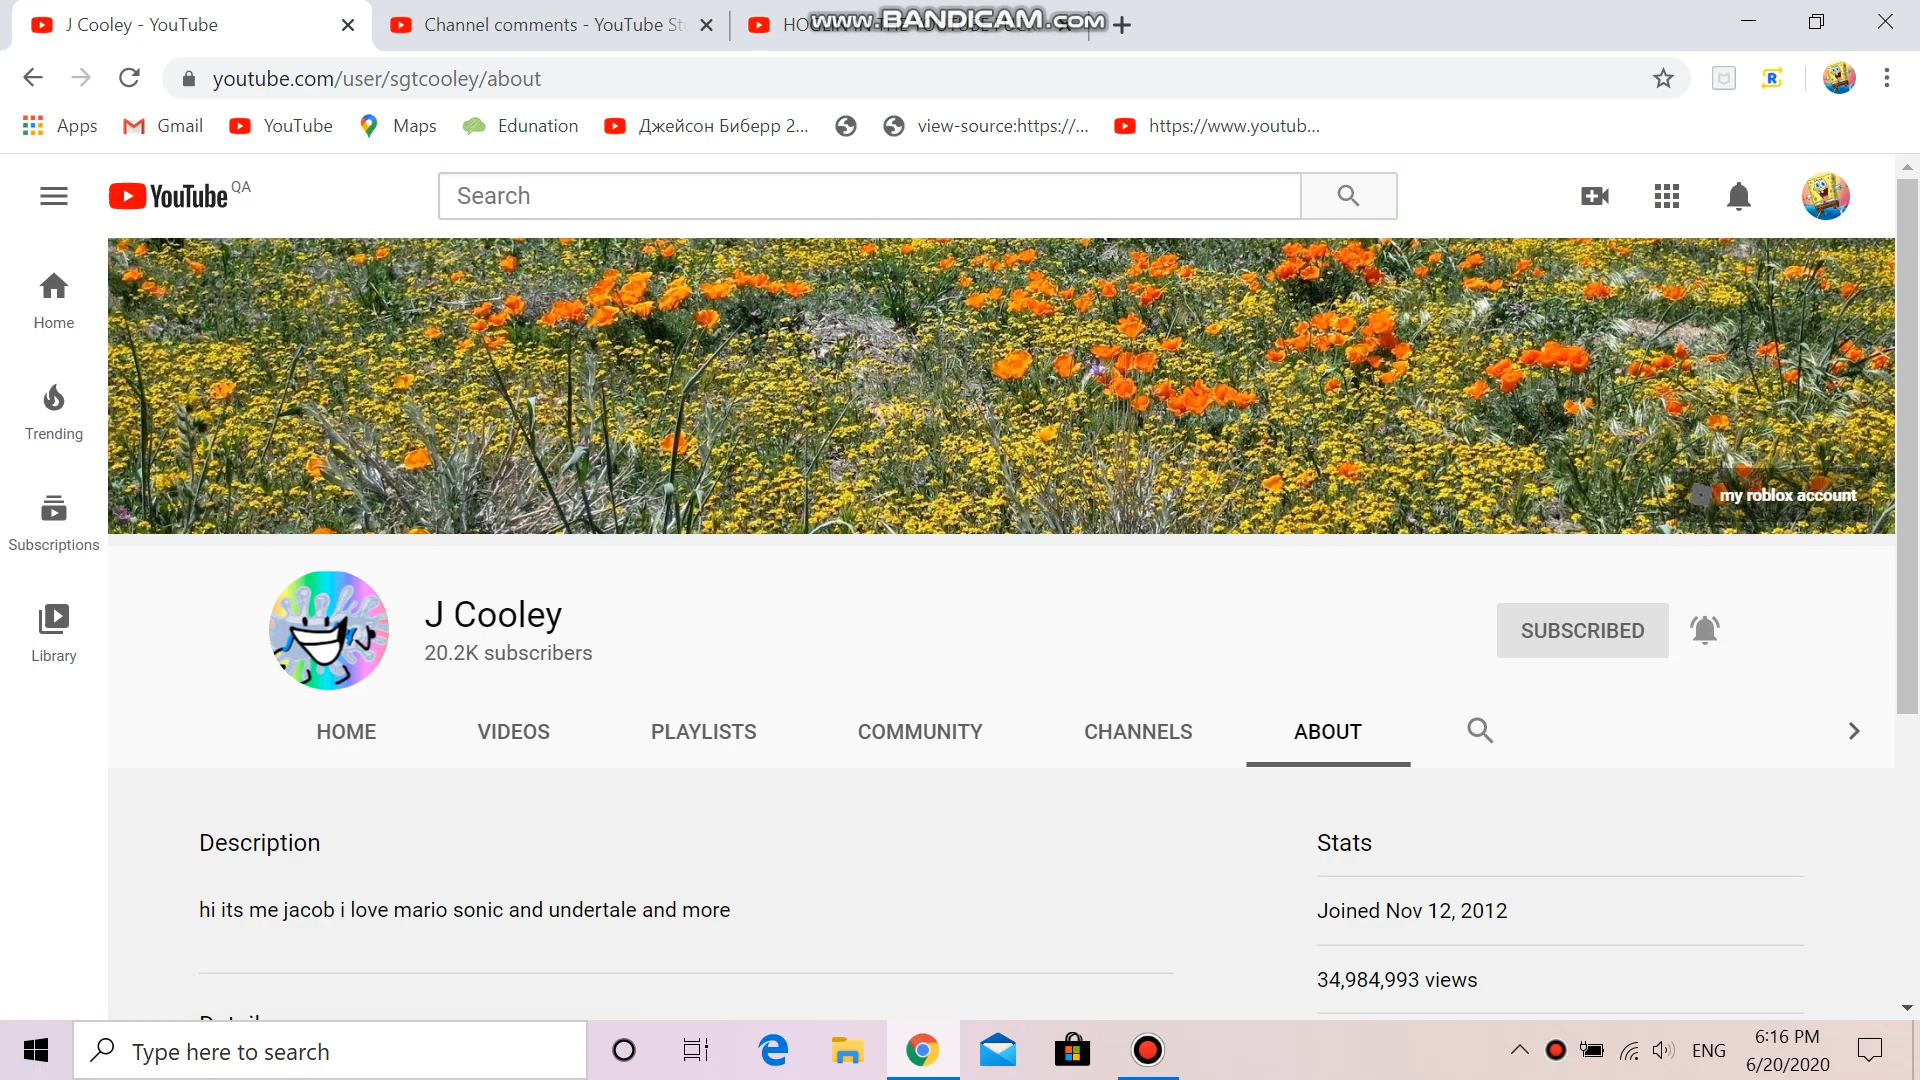 J Cooley - YouTube
Channel comments - YouTube St
www.BANDICAM.com
youtube.com/user/sgtcooley/about
Apps
Gmail
YouTube
Maps
Edunation
Джейсон Биберр 2...
view-source:https://...
https://www.youtub...
YouTube QA
Search
Home
Trending
Subscriptions
Library
my roblox account
J Cooley
20.2K subscribers
SUBSCRIBED
HOME
VIDEOS
PLAYLISTS
COMMUNITY
CHANNELS
ABOUT
Description
Stats
hi its me jacob i love mario sonic and undertale and more
Joined Nov 12, 2012
34,984,993 views
Type here to search
ENG
6:16 PM
6/20/2020